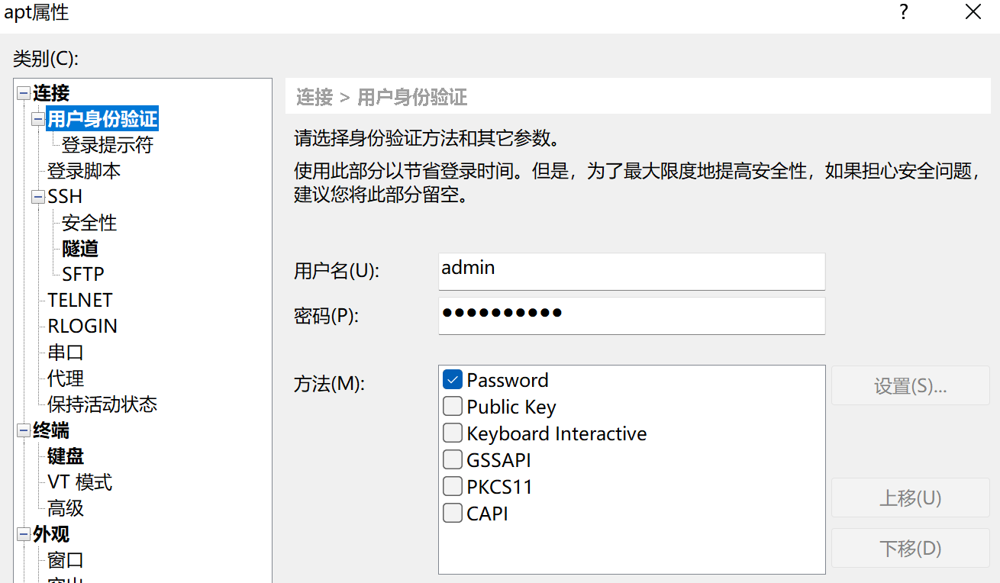 apt属性
类别(C):
连接
用户身份验证
登录提示符
登录脚本
SSH
安全性
隧道
SFTP
TELNET
RLOGIN
串口
代理
保持活动状态
终端
键盘
VT 模式
高级
外观
窗口
连接 > 用户身份验证
请选择身份验证方法和其它参数。
使用此部分以节省登录时间。但是，为了最大限度地提高安全性，如果担心安全问题，
建议您将此部分留空。
用户名(U):
admin
密码(P):
●●●●●●●●●●
方法(M):
Password
Public Key
Keyboard Interactive
GSSAPI
PKCS11
CAPI
设置(S)...
上移(U)
下移(D)